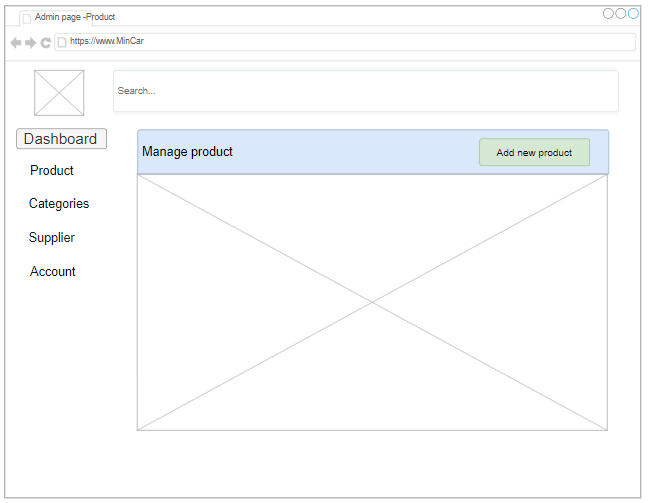 Admin page -Product
https://www.MinCar
Search...
Dashboard
Manage product
Add new product
Product
Categories
Supplier
Account